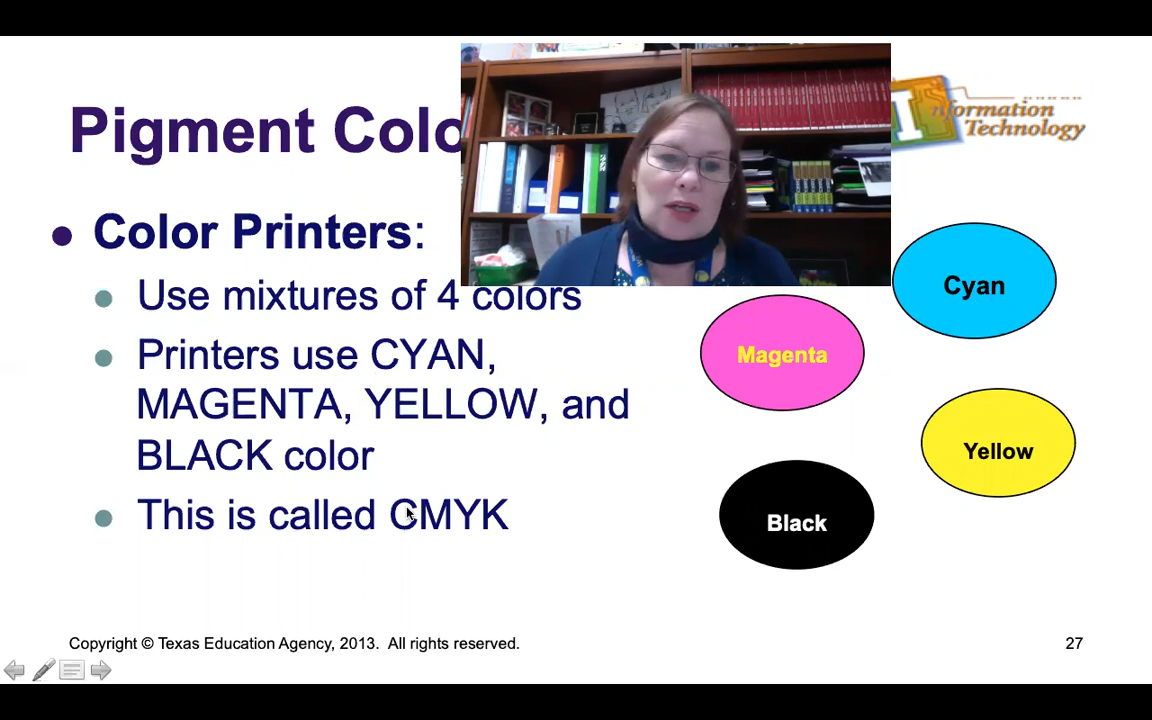 Pigment Colo
nformation
Technology
Color Printers:
Use mixtures of 4 colors
Printers use CYAN,
MAGENTA, YELLOW, and
BLACK color
This is called CMYK
Cyan
Magenta
Yellow
Black
Copyright © Texas Education Agency, 2013. All rights reserved.
27